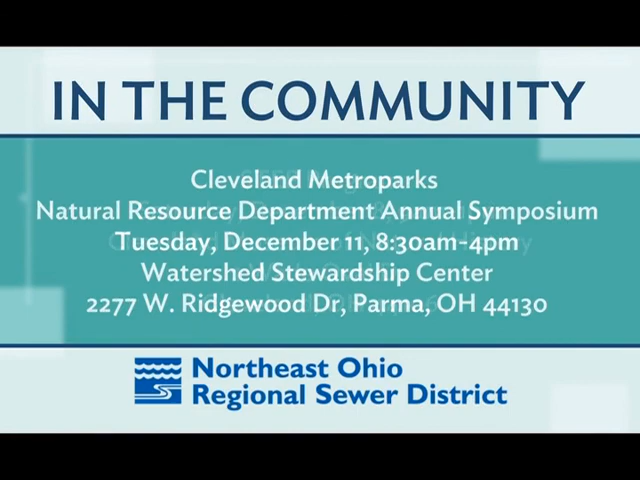 IN THE COMMUNITY
Cleveland Metroparks
Natural Resource Department Annual Symposium
Tuesday, December 11, 8:30am-4pm
Watershed Stewardship Center
2277 W. Ridgewood Dr, Parma, OH 44130
Northeast Ohio
Regional Sewer District